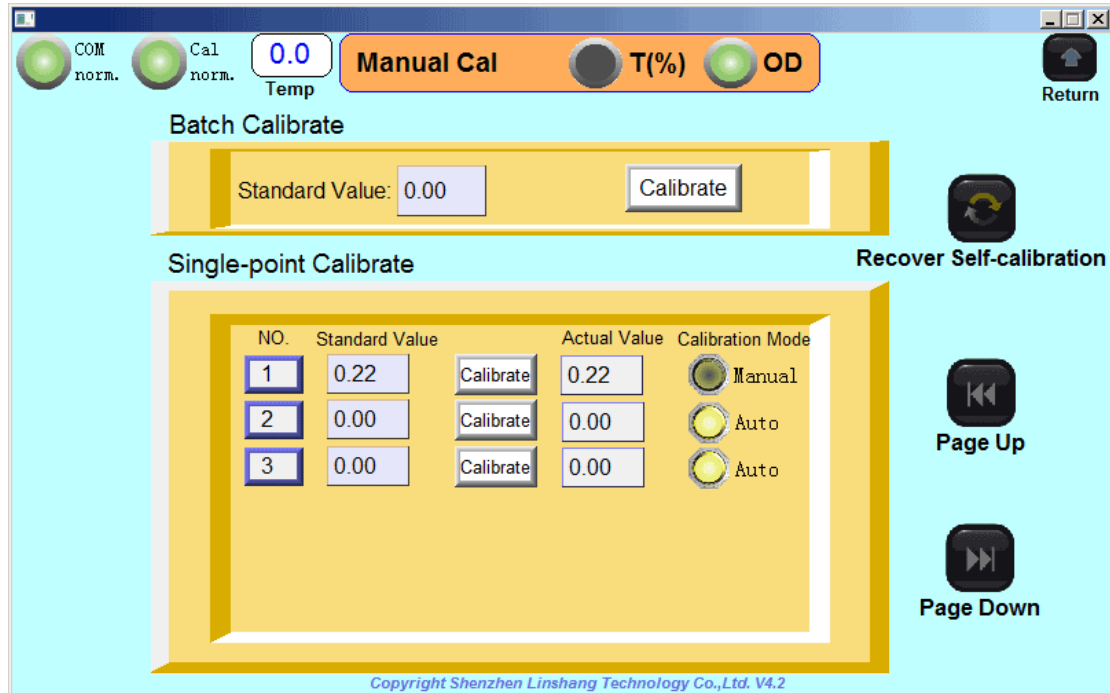 COM norm.
Cal norm.
0.0
Temp
Manual Cal T(%) OD
Return
Batch Calibrate
Standard Value: 0.00 Calibrate
Recover Self-calibration
Single-point Calibrate
NO. Standard Value Actual Value Calibration Mode
1 0.22 Calibrate 0.22 Manual
2 0.00 Calibrate 0.00 Auto
3 0.00 Calibrate 0.00 Auto
Page Up
Page Down
Copyright Shenzhen Linshang Technology Co.,Ltd. V4.2